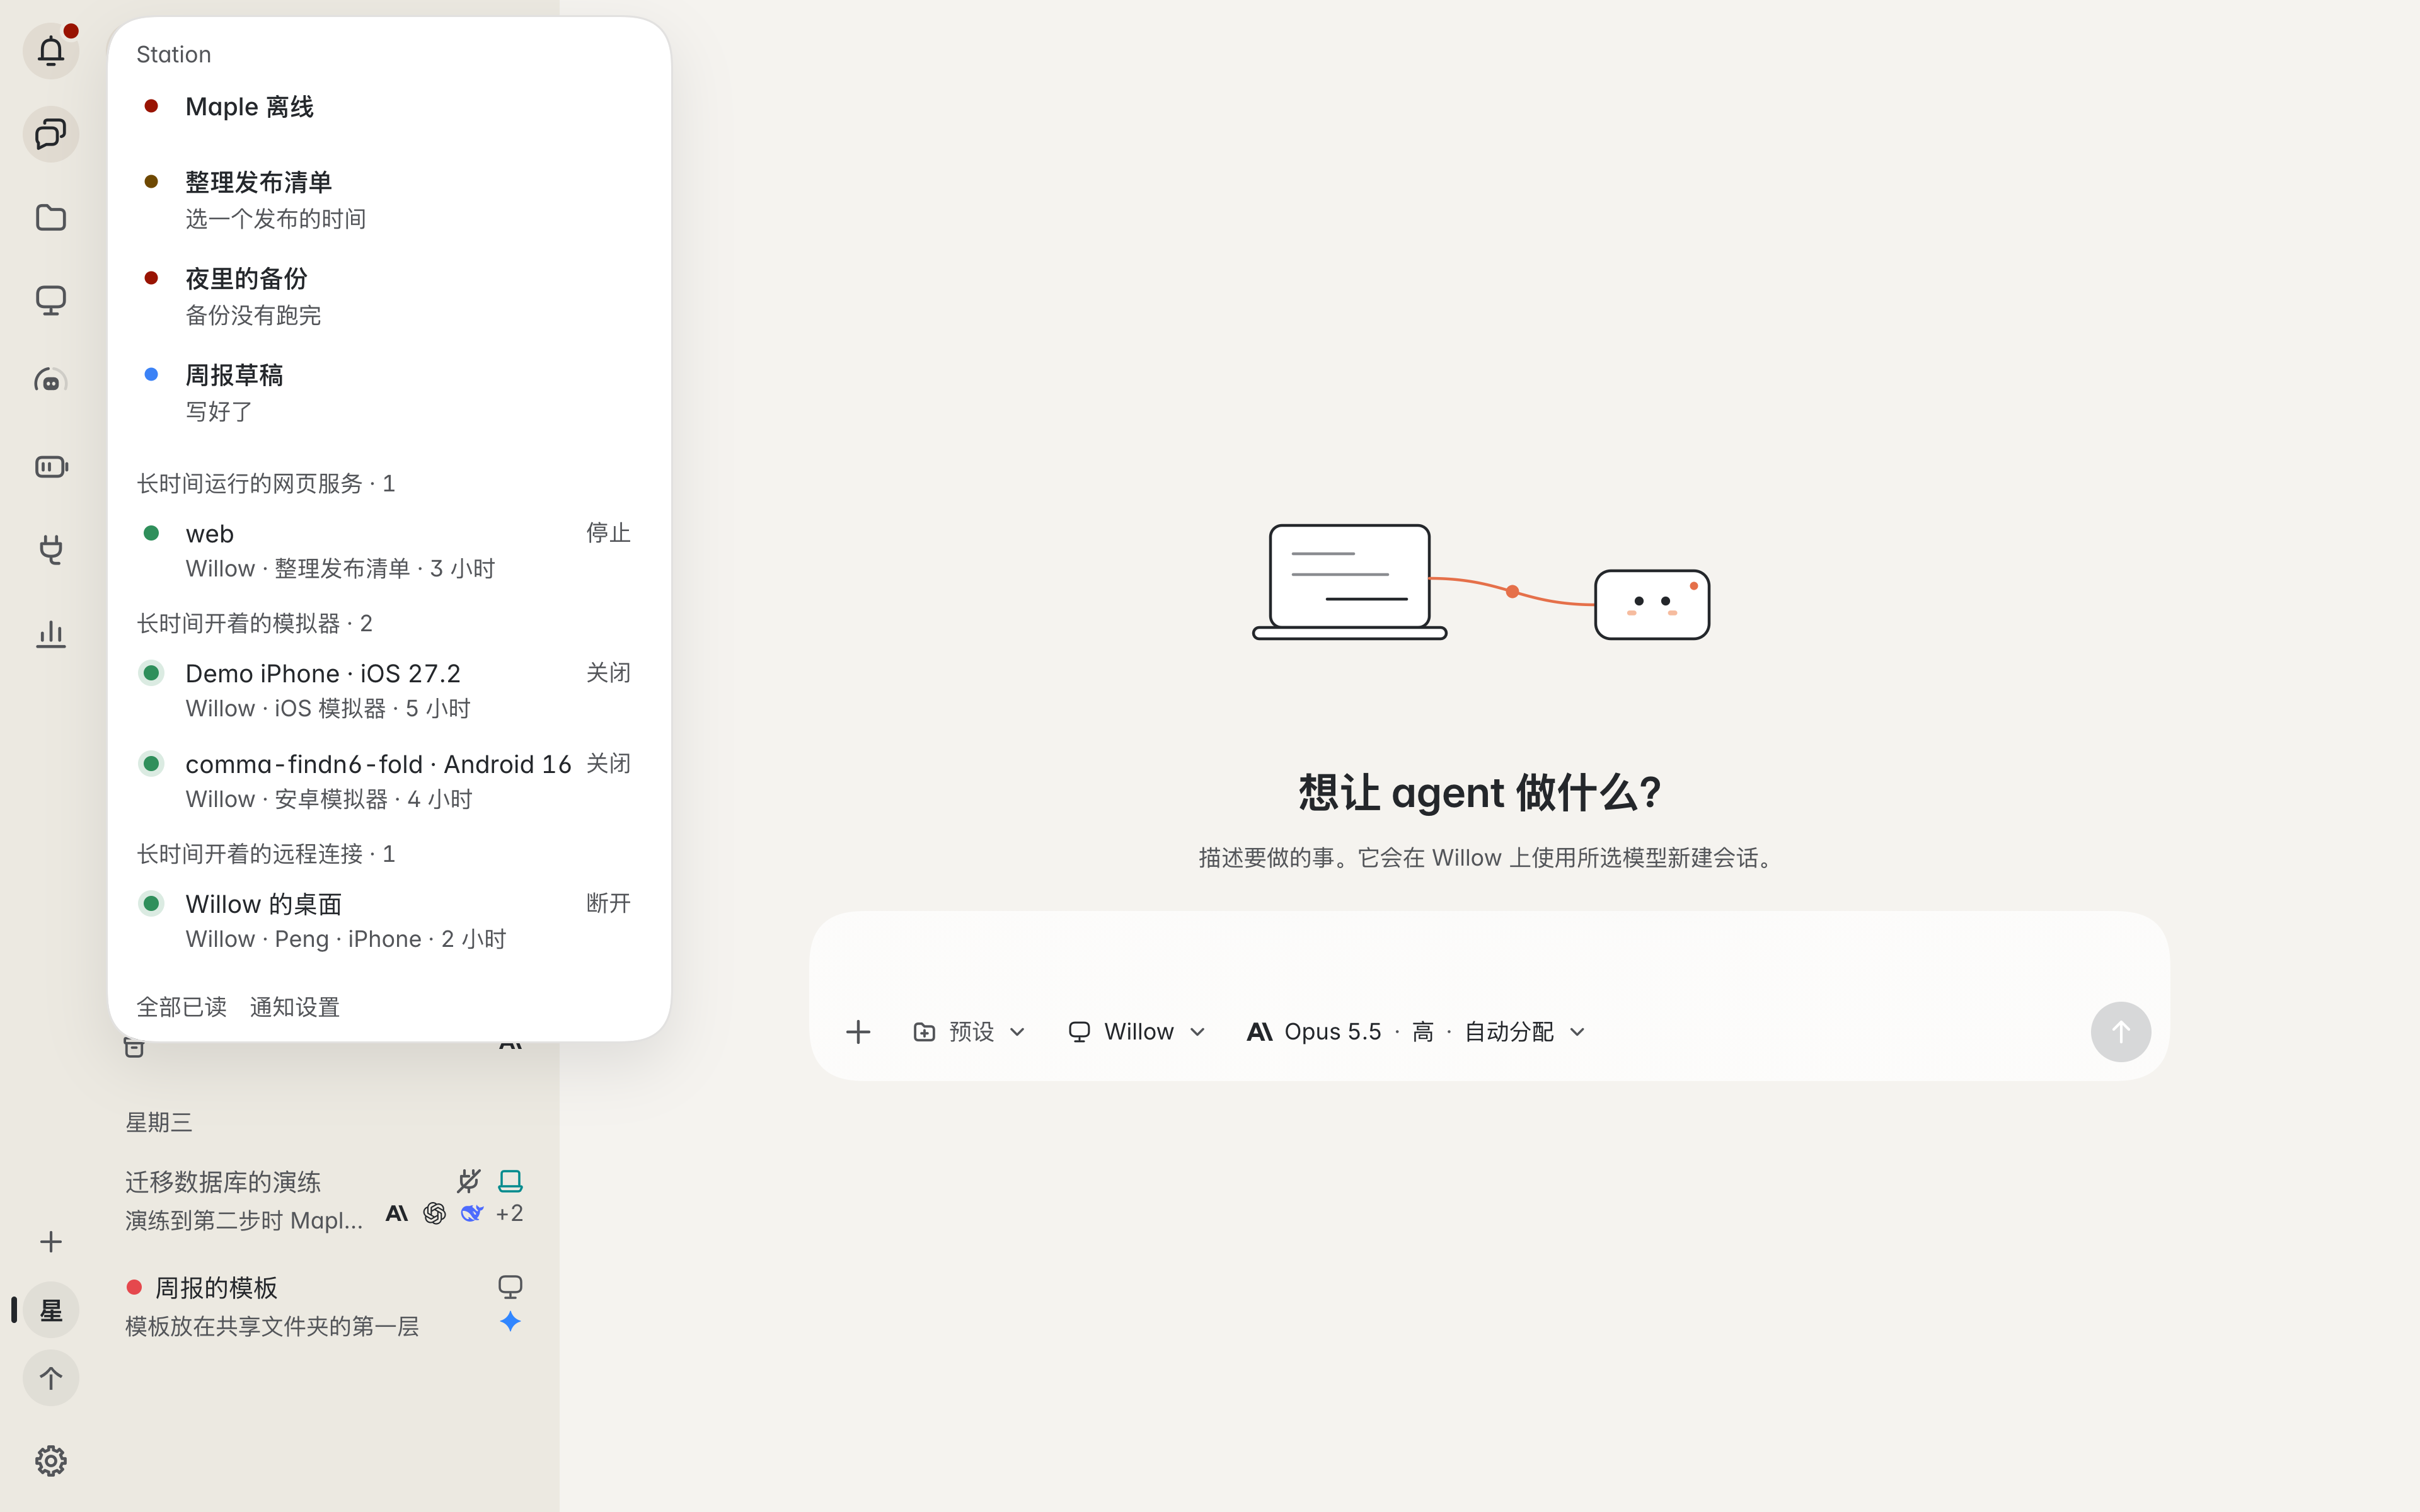 Station
Maple 离线
整理发布清单
选一个发布的时间
夜里的备份
备份没有跑完
周报草稿
写好了
长时间运行的网页服务 · 1
web 停止
Willow · 整理发布清单 · 3 小时
长时间开着的模拟器 · 2
Demo iPhone · iOS 27.2 关闭
Willow · iOS 模拟器 · 5 小时
comma-findn6-fold · Android 16 关闭
Willow · 安卓模拟器 · 4 小时
长时间开着的远程连接 · 1
Willow 的桌面 断开
Willow · Peng · iPhone · 2 小时
全部已读 通知设置
星期三
迁移数据库的演练
演练到第二步时 Mapl... +2
周报的模板
模板放在共享文件夹的第一层
星
个
想让 agent 做什么?
描述要做的事。它会在 Willow 上使用所选模型新建会话。
预设 Willow Opus 5.5 · 高 · 自动分配